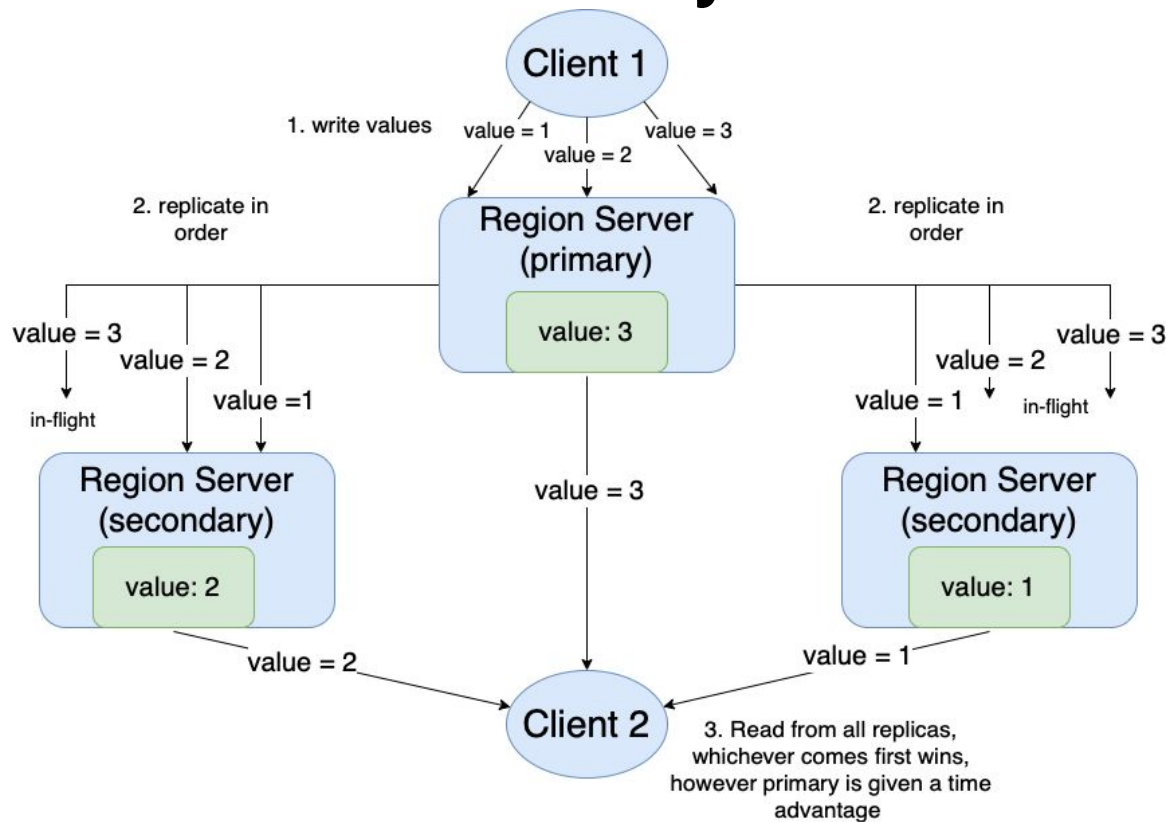 Client 1
1. write values
value = 1
value = 2
value = 3
2. replicate in
order
Region Server
(primary)
value: 3
2. replicate in
order
value = 3
value = 2
value =1
in-flight
value = 1
value = 2
value = 3
in-flight
Region Server
(secondary)
value: 2
value = 3
Region Server
(secondary)
value: 1
value = 2
value = 1
Client 2
3. Read from all replicas,
whichever comes first wins,
however primary is given a time
advantage